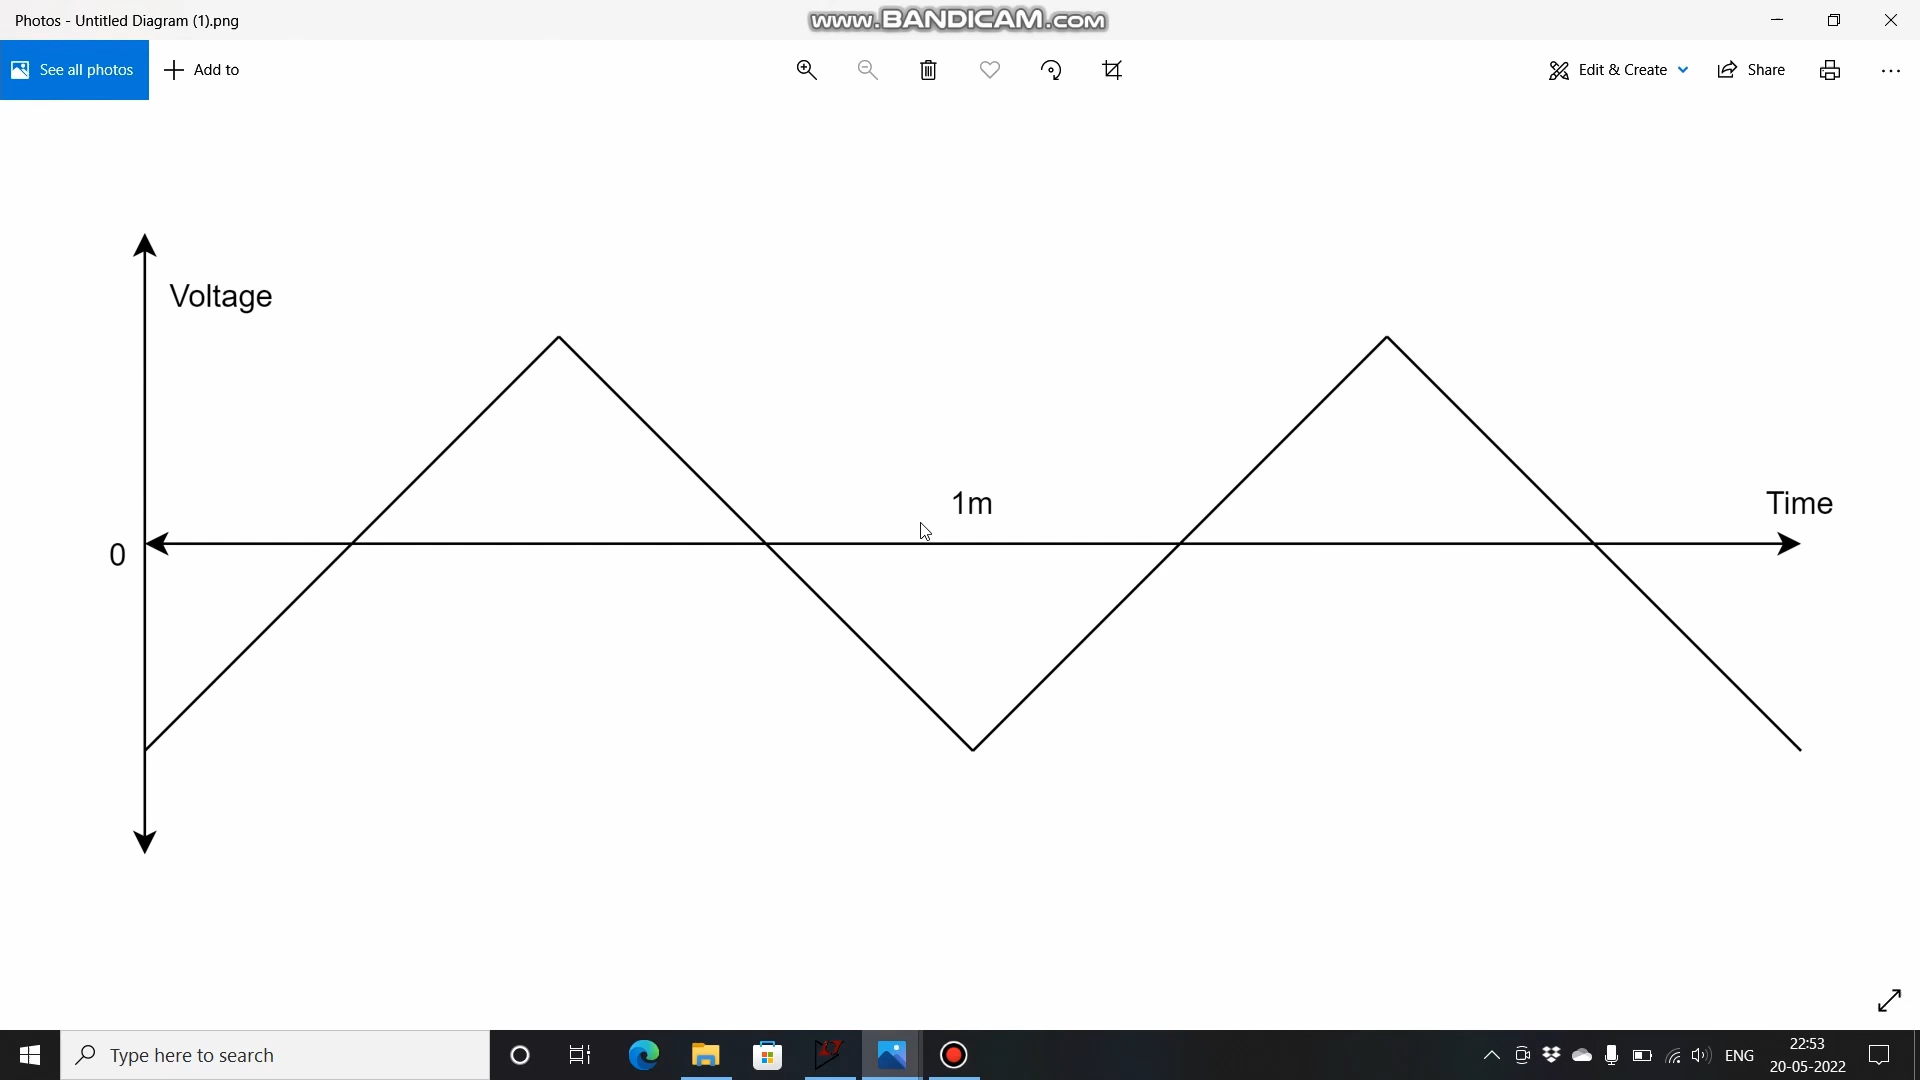 Photos - Untitled Diagram (1).png
www.BANDICAM.com
See all photos
Add to
Edit & Create
Share
Voltage
1m
Time
0
Type here to search
ENG
22:53
20-05-2022